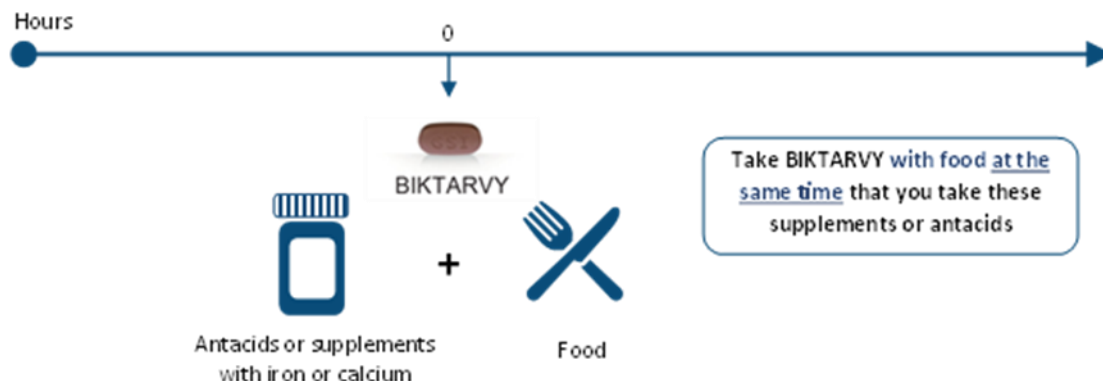 Hours
0
GSI
BIKTARVY
Take BIKTARVY with food at the
same time that you take these
supplements or antacids
+
Antacids or supplements
with iron or calcium
Food